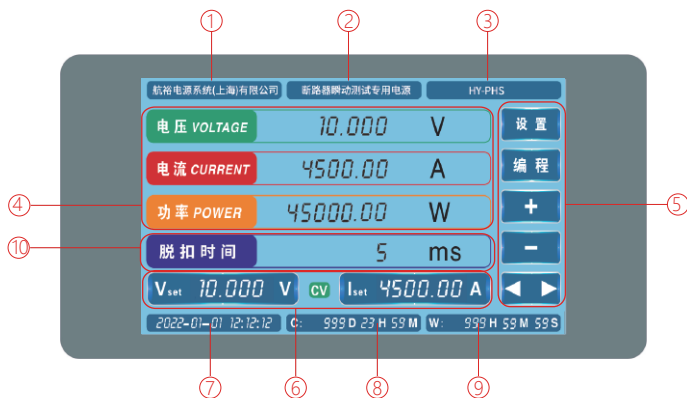 ① ② ③
航裕电源系统(上海)有限公司 断路器瞬动测试专用电源 HY-PHS
电压 VOLTAGE 10.000 V 设置
电流 CURRENT 4500.00 A 编程
④ 功率 POWER 45000.00 W + ⑤
⑩ 脱扣时间 5 ms −
Vset 10.000 V CV Iset 4500.00 A ◀ ▶
2022-01-01 12:12:12 C: 999 D 23 H 59 M W: 999 H 59 M 59 S
⑦ ⑥ ⑧ ⑨